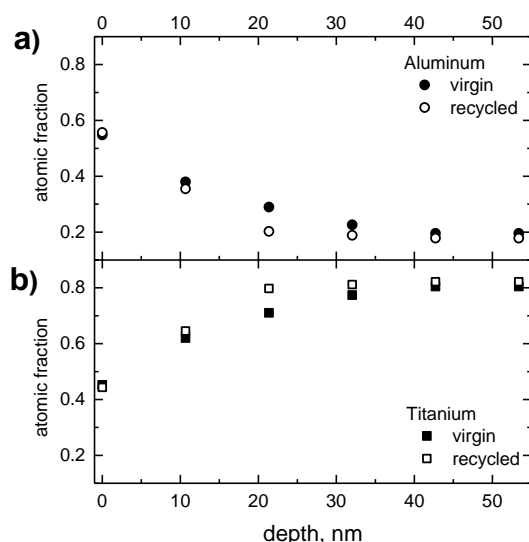 0 10 20 30 40 50
a)
0.8
0.6
0.4
0.2
atomic fraction
Aluminum
virgin
recycled
b)
0.8
0.6
0.4
0.2
atomic fraction
Titanium
virgin
recycled
0 10 20 30 40 50
depth, nm